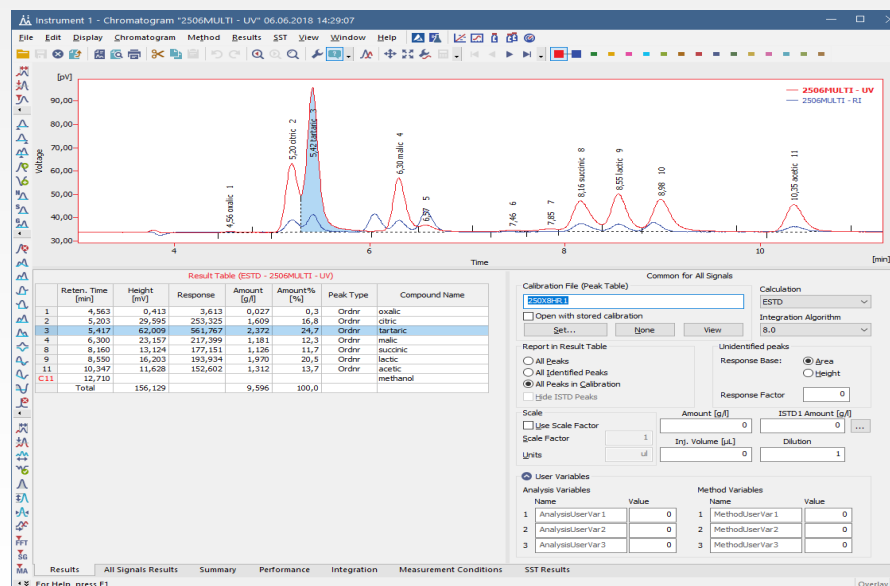 Instrument 1 - Chromatogram "2506MULTI - UV" 06.06.2018 14:29:07
File Edit Display Chromatogram Method Results SST View Window Help
[pV]
90,00
80,00
70,00
60,00
50,00
40,00
30,00
Voltage
4,56 oxalic 1
5,20 citric 2
5,42 tartaric 3
6,30 malic 4
6,57 5
7,46 6
7,85 7
8,16 succinic 8
8,55 lactic 9
8,98 10
10,35 acetic 11
2506MULTI - UV
2506MULTI - RI
4 6 8 10
Time [min]
Result Table (ESTD - 2506MULTI - UV)
Reten. Time [min] Height [mV] Response Amount [g/l] Amount% [%] Peak Type Compound Name
1 4,563 0,413 3,613 0,027 0,3 Ordnr oxalic
2 5,203 29,595 253,325 1,609 16,8 Ordnr citric
3 5,417 62,009 561,767 2,372 24,7 Ordnr tartaric
4 6,300 23,157 217,399 1,181 12,3 Ordnr malic
8 8,160 13,124 177,151 1,126 11,7 Ordnr succinic
9 8,550 16,203 193,934 1,970 20,5 Ordnr lactic
11 10,347 11,628 152,602 1,312 13,7 Ordnr acetic
C11 12,710 methanol
Total 156,129 9,596 100,0
Common for All Signals
Calibration File (Peak Table)
250X8HR.1
Open with stored calibration
Set... None View
Calculation
ESTD
Integration Algorithm
8.0
Report in Result Table
All Peaks
All Identified Peaks
All Peaks in Calibration
Hide ISTD Peaks
Unidentified peaks
Response Base: Area
Height
Response Factor 0
Scale
Use Scale Factor
Scale Factor 1
Units ul
Amount [g/l] ISTD1 Amount [g/l]
0 0 ...
Inj. Volume [µL] Dilution
0 1
User Variables
Analysis Variables
Name Value
1 AnalysisUserVar1 0
2 AnalysisUserVar2 0
3 AnalysisUserVar3 0
Method Variables
Name Value
1 MethodUserVar1 0
2 MethodUserVar2 0
3 MethodUserVar3 0
FFT
SG
MA
Results All Signals Results Summary Performance Integration Measurement Conditions SST Results
For Help, press F1
Overlay